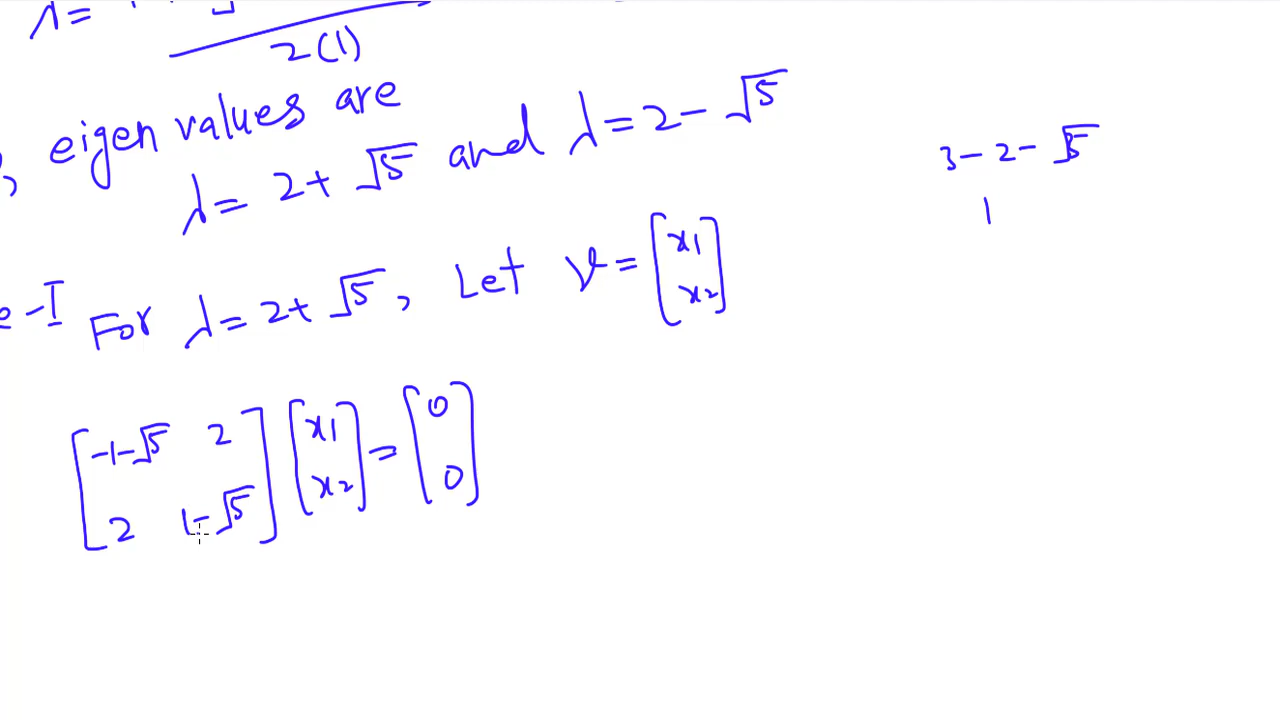 λ =
2(1)
, eigen values are
λ = 2 + √5 and λ = 2 - √5
3 - 2 - √5
1
e - I For λ = 2 + √5, Let v = [x1
x2]
[-1-√5 2
2 1-√5] [x1
x2] = [0
0]